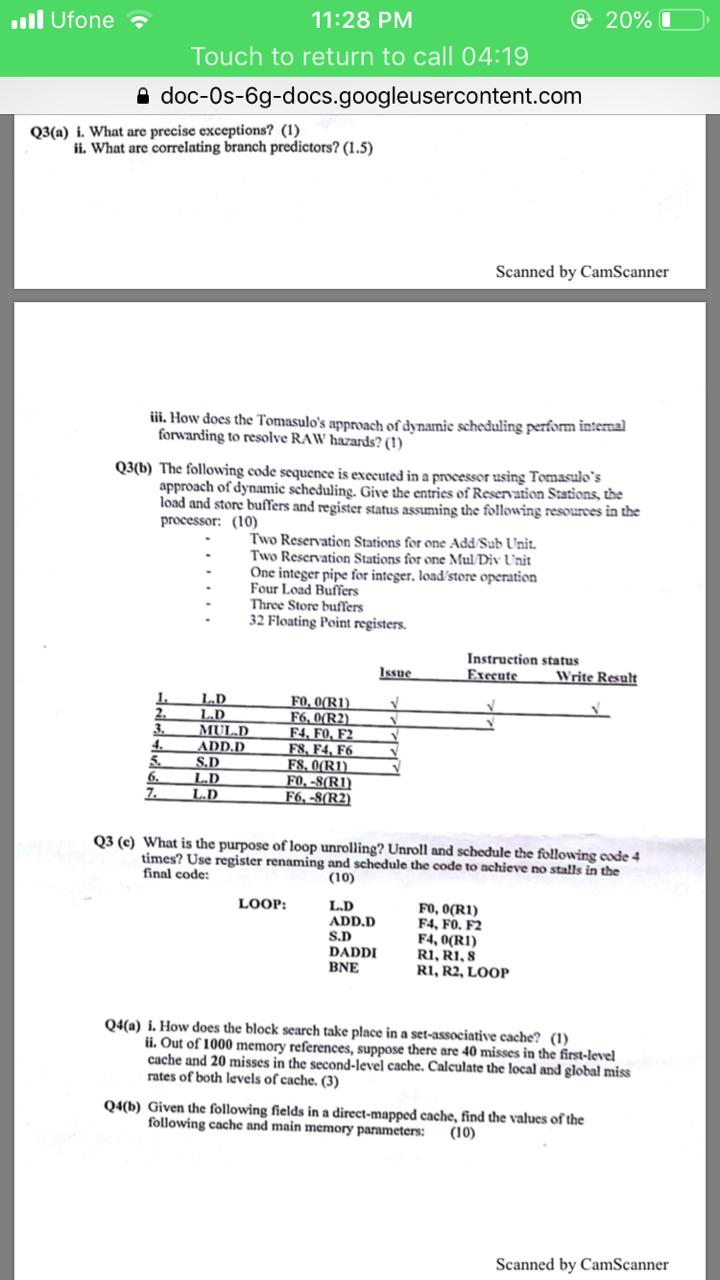 Ufone 11:28 PM 20%
Touch to return to call 04:19
doc-0s-6g-docs.googleusercontent.com
Q3(a) i. What are precise exceptions? (1)
ii. What are correlating branch predictors? (1.5)
Scanned by CamScanner
iii. How does the Tomasulo's approach of dynamic scheduling perform internal
forwarding to resolve RAW hazards? (1)
Q3(b) The following code sequence is executed in a processor using Tomasulo's
approach of dynamic scheduling. Give the entries of Reservation Stations, the
load and store buffers and register status assuming the following resources in the
processor: (10)
- Two Reservation Stations for one Add/Sub Unit.
- Two Reservation Stations for one Mul/Div Unit
- One integer pipe for integer, load/store operation
- Four Load Buffers
- Three Store buffers
- 32 Floating Point registers.
Instruction status
Issue Execute Write Result
1. L.D F0, 0(R1) √ √ √
2. L.D F6, 0(R2) √ √
3. MUL.D F4, F0, F2 √
4. ADD.D F8, F4, F6 √
5. S.D F8, 0(R1) √
6. L.D F0, -8(R1)
7. L.D F6, -8(R2)
Q3 (c) What is the purpose of loop unrolling? Unroll and schedule the following code 4
times? Use register renaming and schedule the code to achieve no stalls in the
final code: (10)
LOOP: L.D F0, 0(R1)
ADD.D F4, F0. F2
S.D F4, 0(R1)
DADDI R1, R1, 8
BNE R1, R2, LOOP
Q4(a) i. How does the block search take place in a set-associative cache? (1)
ii. Out of 1000 memory references, suppose there are 40 misses in the first-level
cache and 20 misses in the second-level cache. Calculate the local and global miss
rates of both levels of cache. (3)
Q4(b) Given the following fields in a direct-mapped cache, find the values of the
following cache and main memory parameters: (10)
Scanned by CamScanner